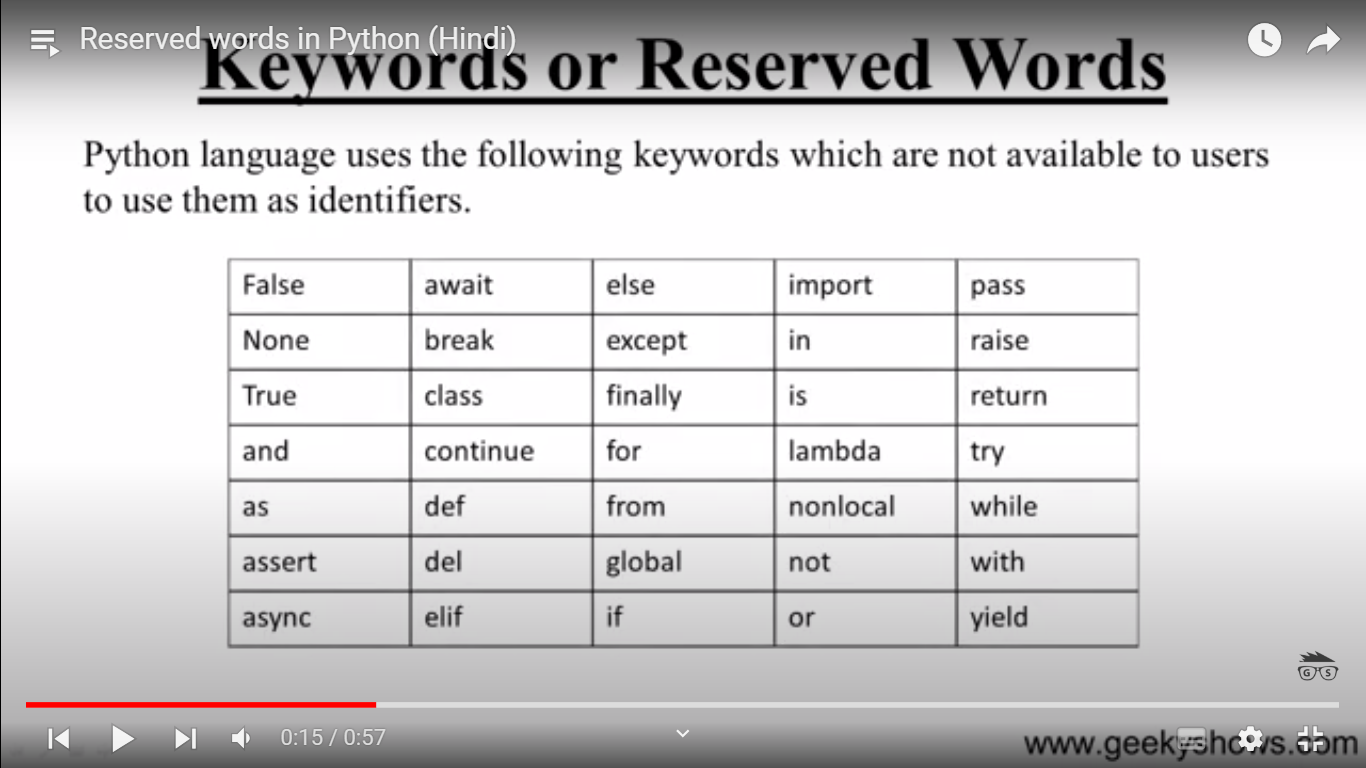 Reserved words in Python (Hindi)
Keywords or Reserved Words
Python language uses the following keywords which are not available to users
to use them as identifiers.
False await else import pass
None break except in raise
True class finally is return
and continue for lambda try
as def from nonlocal while
assert del global not with
async elif if or yield
G S
0:15 / 0:57
www.geekyshows.com